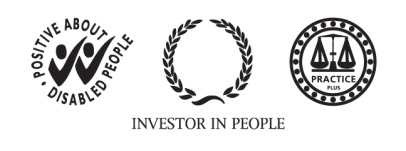 POSITIVE ABOUT
DISABLED PEOPLE
PRACTICE
PLUS
INVESTOR IN PEOPLE